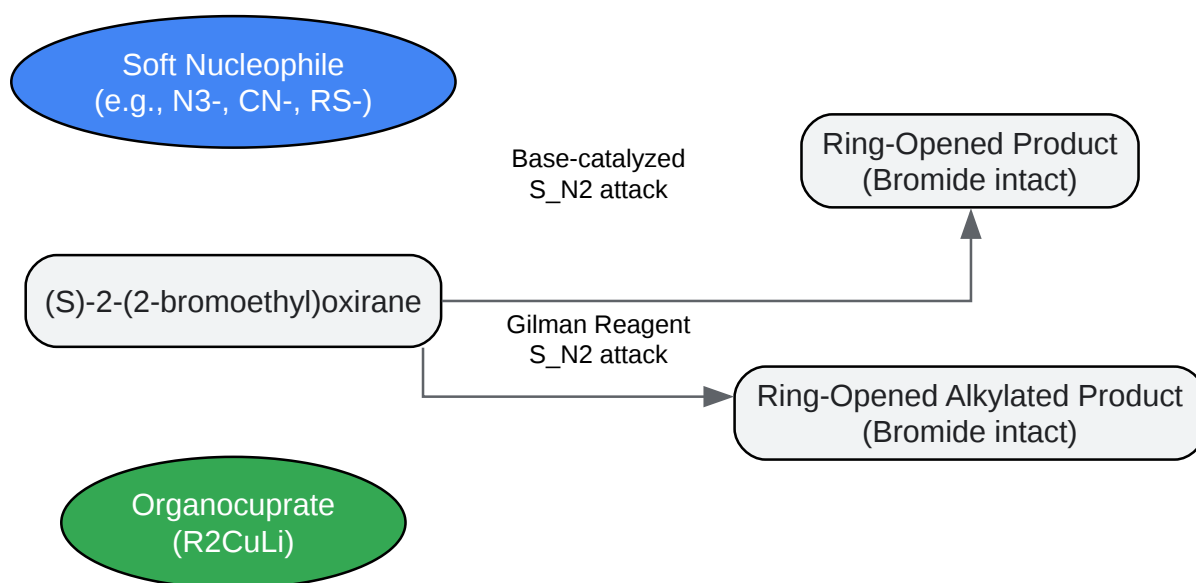 Soft Nucleophile
(e.g., N3-, CN-, RS-)
Base-catalyzed
S_N2 attack
Ring-Opened Product
(Bromide intact)
(S)-2-(2-bromoethyl)oxirane
Gilman Reagent
S_N2 attack
Ring-Opened Alkylated Product
(Bromide intact)
Organocuprate
(R2CuLi)